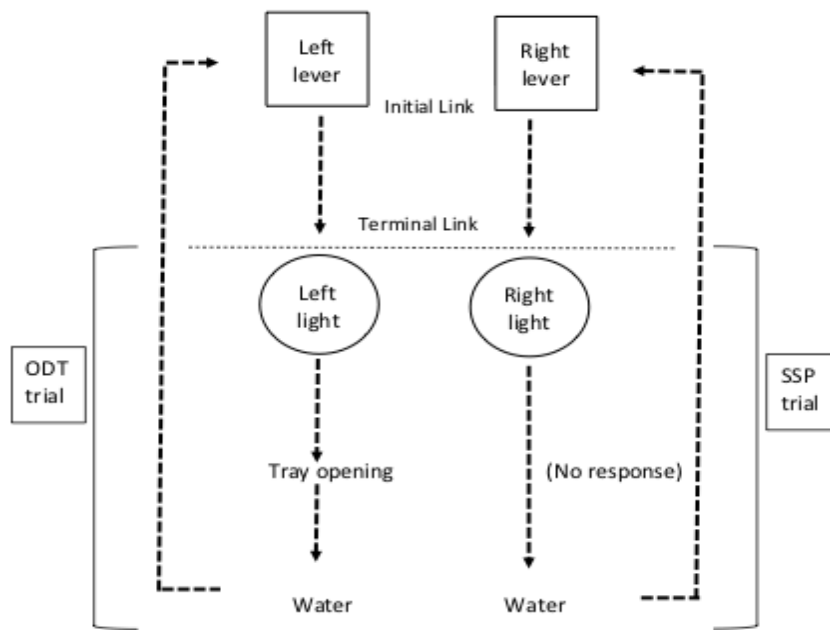 Left
lever
Right
lever
Initial Link
Terminal Link
Left
light
Right
light
ODT
trial
SSP
trial
Tray opening
(No response)
Water
Water